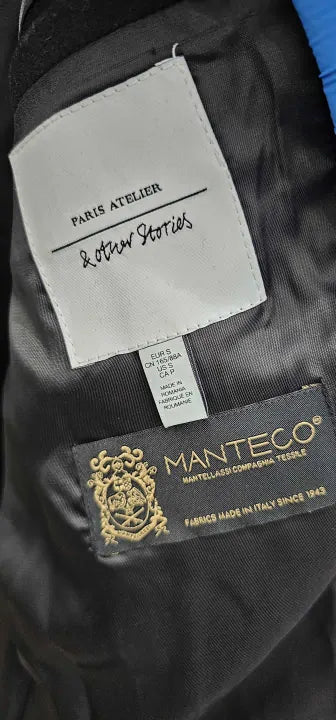 PARIS ATELIER
& other Stories
EUR S
CN 165/88A
US S
CA P
MADE IN
ROMANIA
FABRIQUÉ EN
ROUMANIE
MANTECO®
MANTELLASSI COMPAGNIA TESSILE
FABRICS MADE IN ITALY SINCE 1943